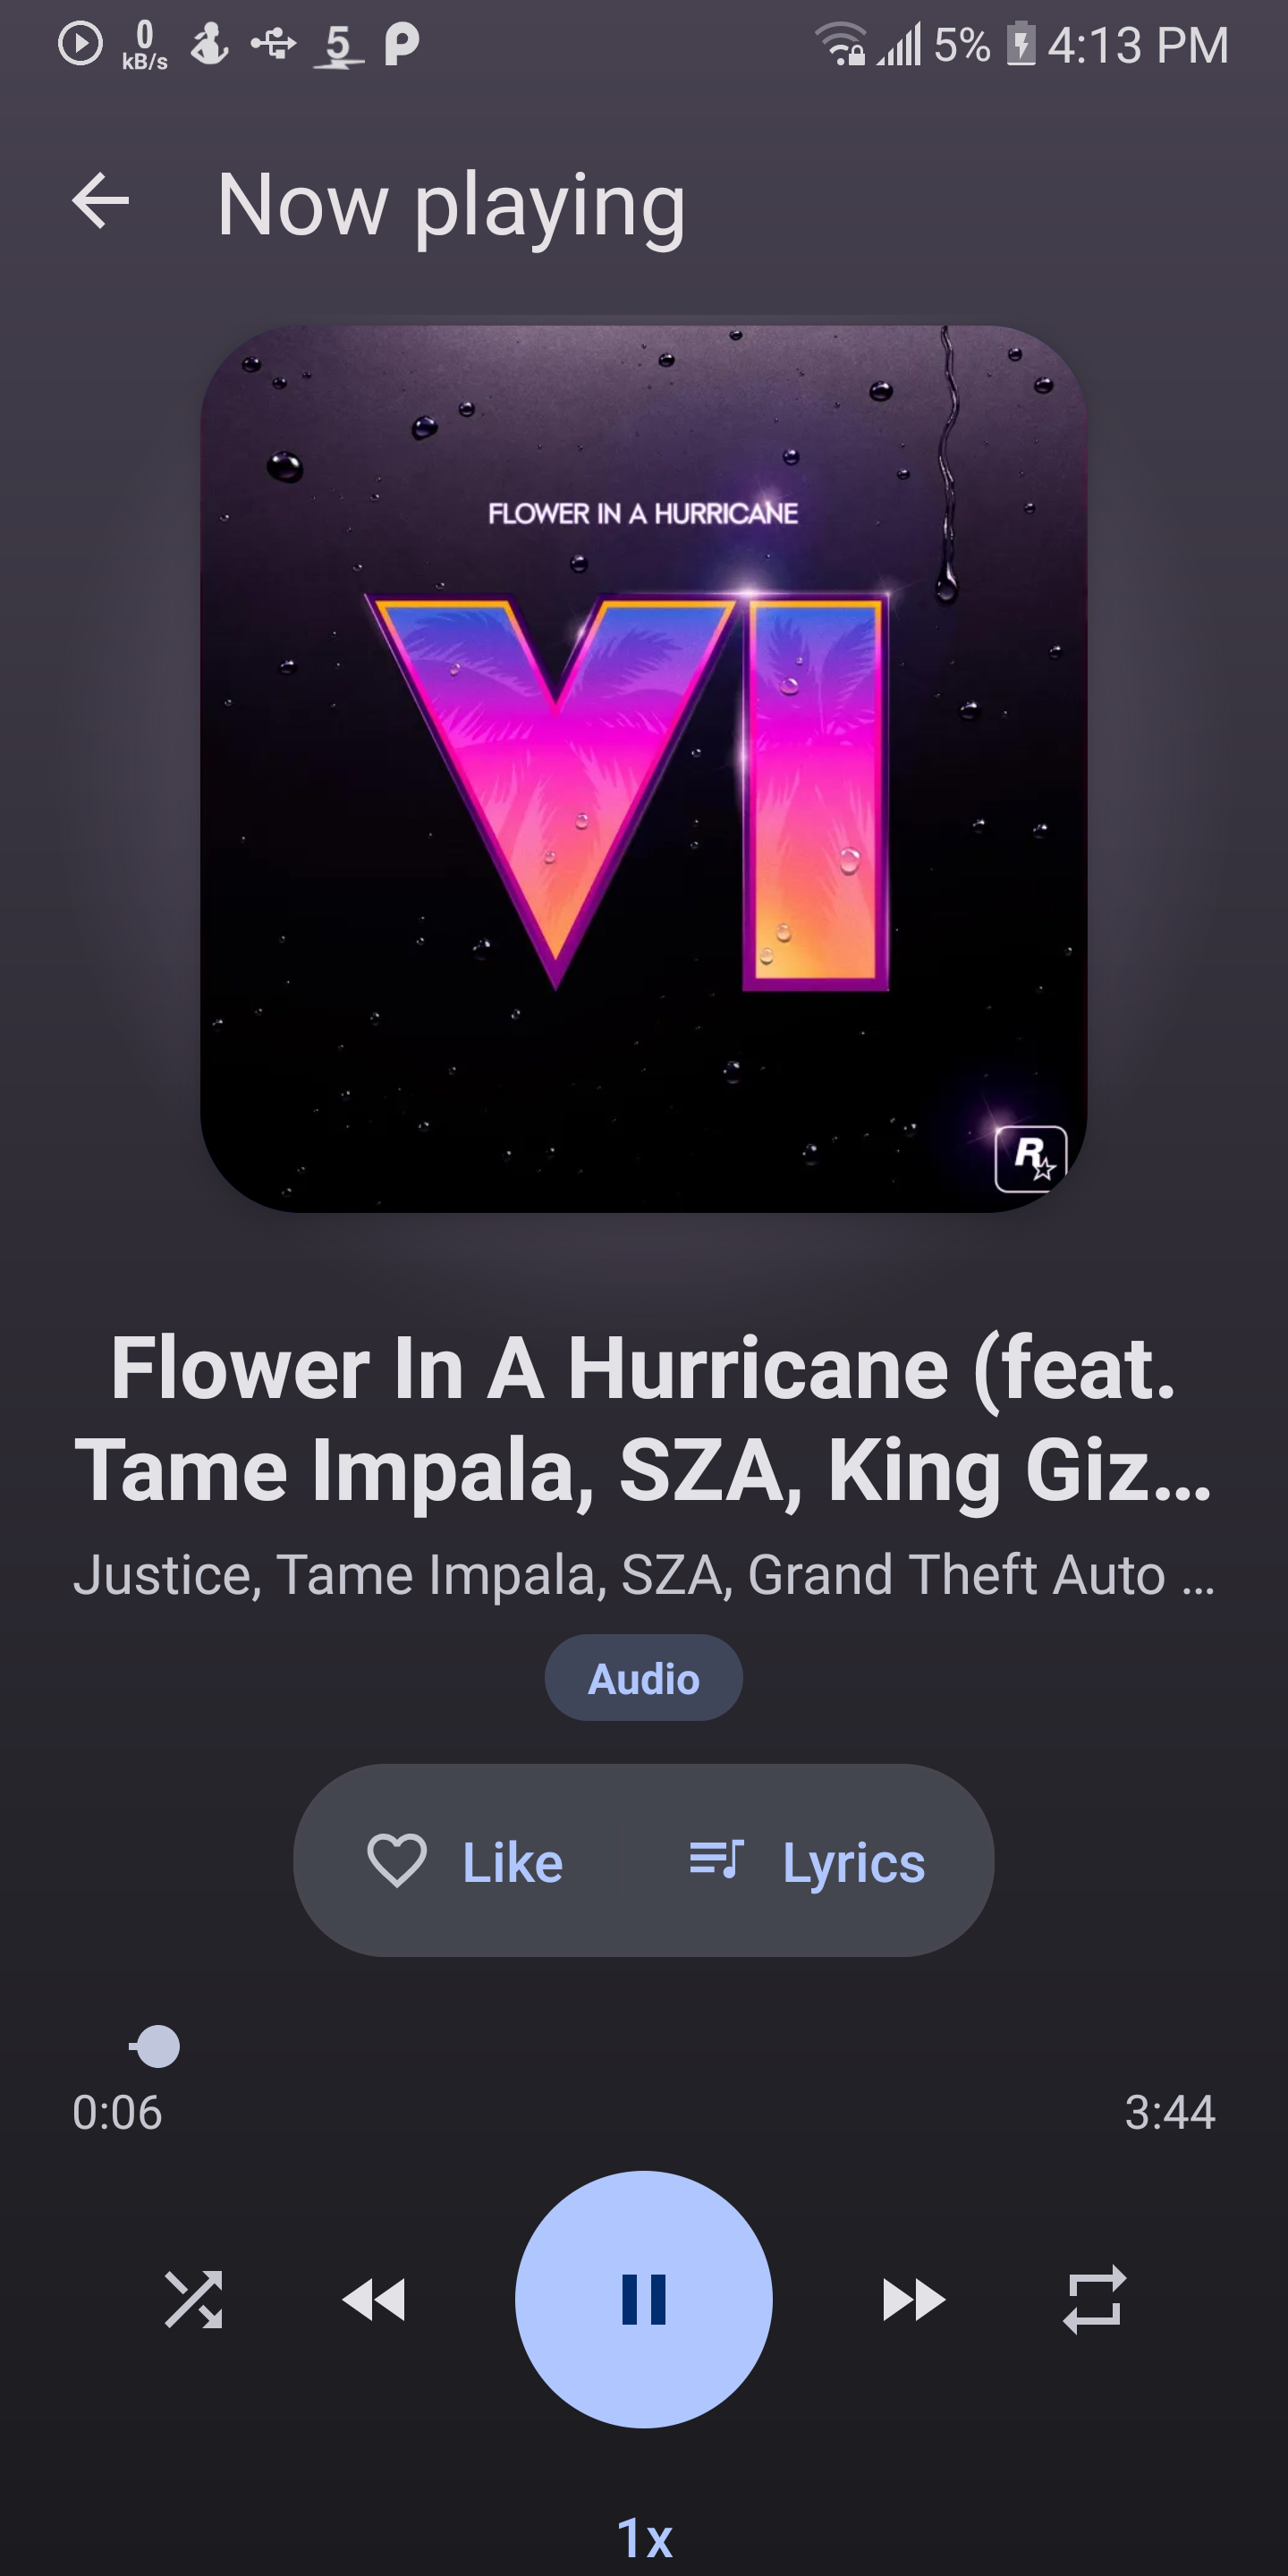 0
kB/s
5
5% 4:13 PM
Now playing
FLOWER IN A HURRICANE
VI
R
Flower In A Hurricane (feat.
Tame Impala, SZA, King Giz...
Justice, Tame Impala, SZA, Grand Theft Auto ...
Audio
Like
Lyrics
0:06
3:44
1x